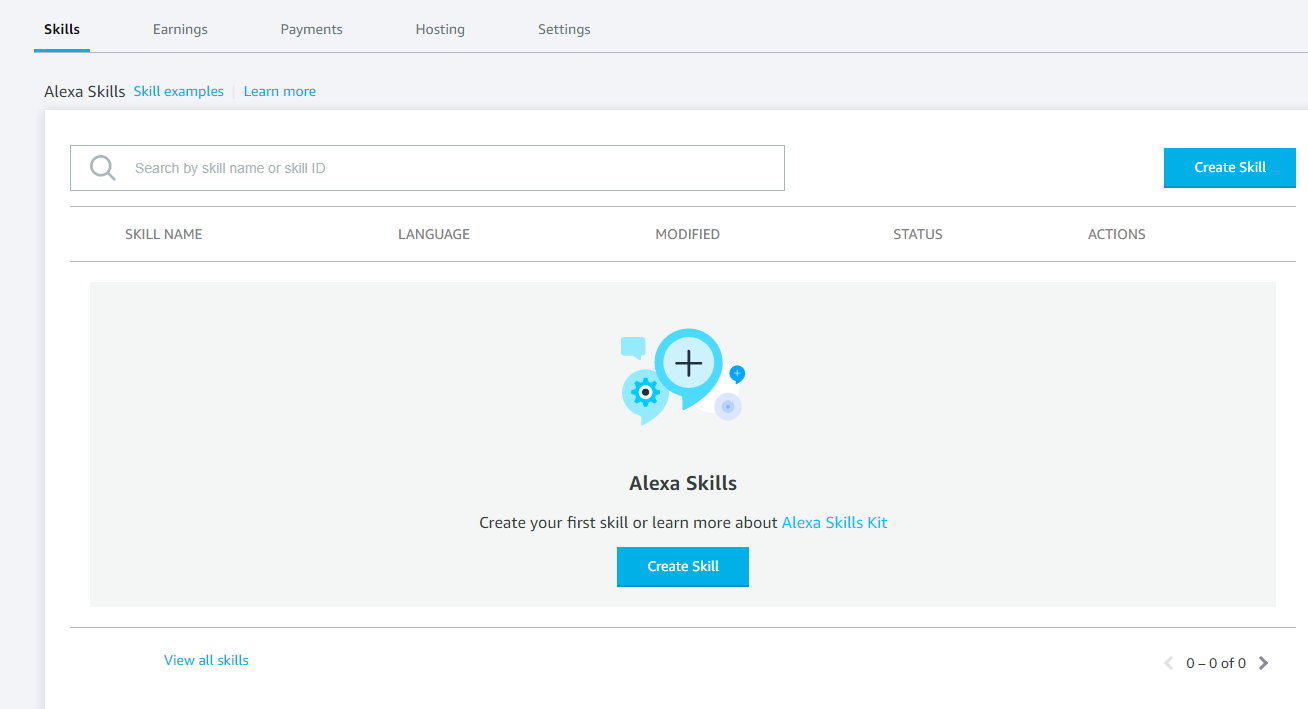 Skills Earnings Payments Hosting Settings
Alexa Skills Skill examples Learn more
Search by skill name or skill ID Create Skill
SKILL NAME LANGUAGE MODIFIED STATUS ACTIONS
Alexa Skills
Create your first skill or learn more about Alexa Skills Kit
Create Skill
View all skills 0 – 0 of 0